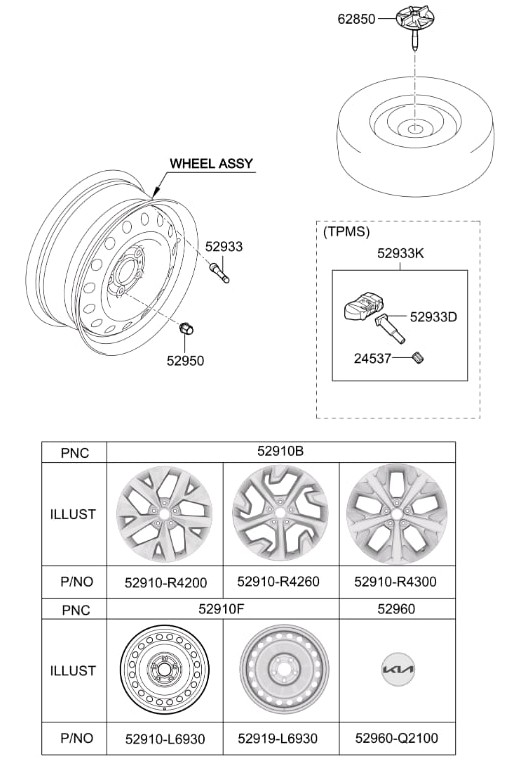 62850
WHEEL ASSY
52933
52950
(TPMS)
52933K
52933D
24537
PNC 52910B
ILLUST
P/NO 52910-R4200 52910-R4260 52910-R4300
PNC 52910F 52960
ILLUST KIA
P/NO 52910-L6930 52919-L6930 52960-Q2100